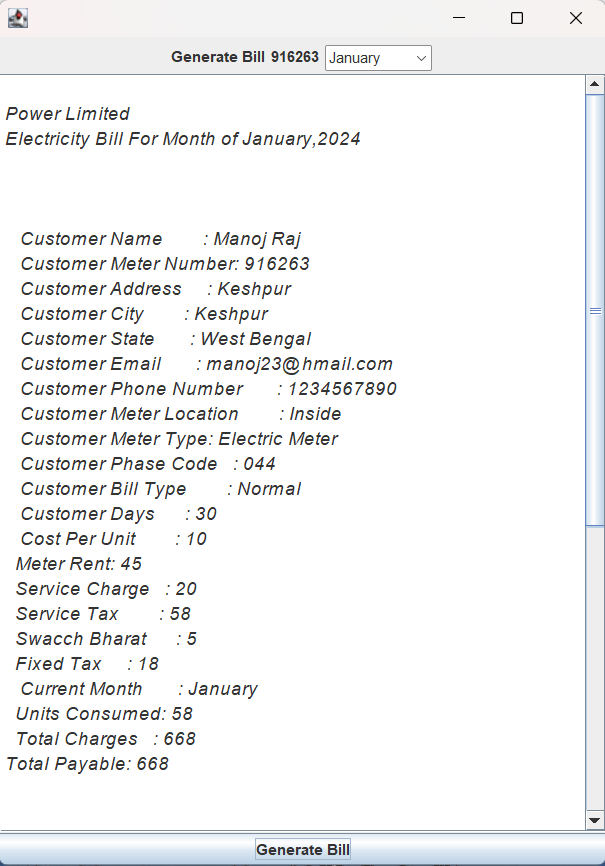 Generate Bill 916263 January
Power Limited
Electricity Bill For Month of January,2024
Customer Name : Manoj Raj
Customer Meter Number: 916263
Customer Address : Keshpur
Customer City : Keshpur
Customer State : West Bengal
Customer Email : manoj23@hmail.com
Customer Phone Number : 1234567890
Customer Meter Location : Inside
Customer Meter Type: Electric Meter
Customer Phase Code : 044
Customer Bill Type : Normal
Customer Days : 30
Cost Per Unit : 10
Meter Rent: 45
Service Charge : 20
Service Tax : 58
Swacch Bharat : 5
Fixed Tax : 18
Current Month : January
Units Consumed: 58
Total Charges : 668
Total Payable: 668
Generate Bill